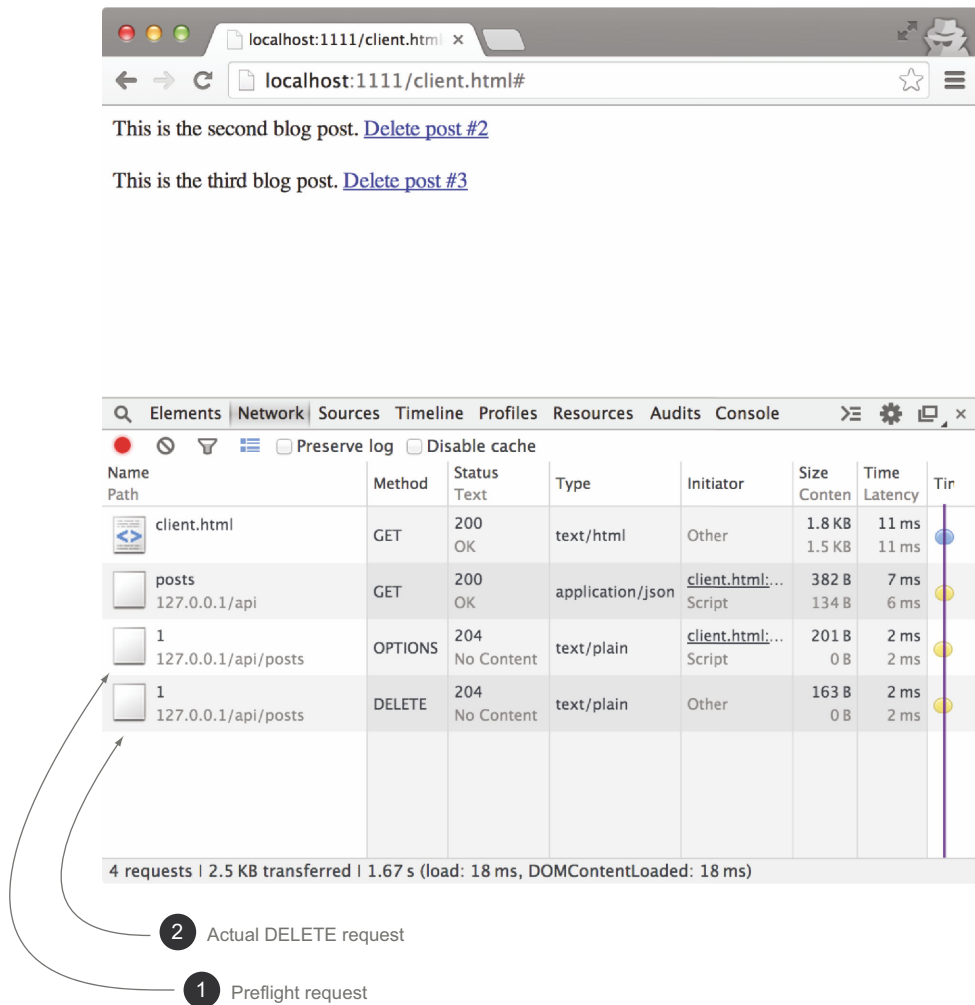 localhost:1111/client.html ×
localhost:1111/client.html#
This is the second blog post. Delete post #2
This is the third blog post. Delete post #3
Elements Network Sources Timeline Profiles Resources Audits Console ×
Preserve log Disable cache
Name Method Status Type Initiator Size Time Tir
Path Text Conten Latency
client.html GET 200 text/html Other 1.8 KB 11 ms
OK 1.5 KB 11 ms
posts GET 200 application/json client.html:... 382 B 7 ms
127.0.0.1/api OK Script 134 B 6 ms
1 OPTIONS 204 text/plain client.html:... 201 B 2 ms
127.0.0.1/api/posts No Content Script 0 B 2 ms
1 DELETE 204 text/plain Other 163 B 2 ms
127.0.0.1/api/posts No Content 0 B 2 ms
4 requests | 2.5 KB transferred | 1.67 s (load: 18 ms, DOMContentLoaded: 18 ms)
2 Actual DELETE request
1 Preflight request